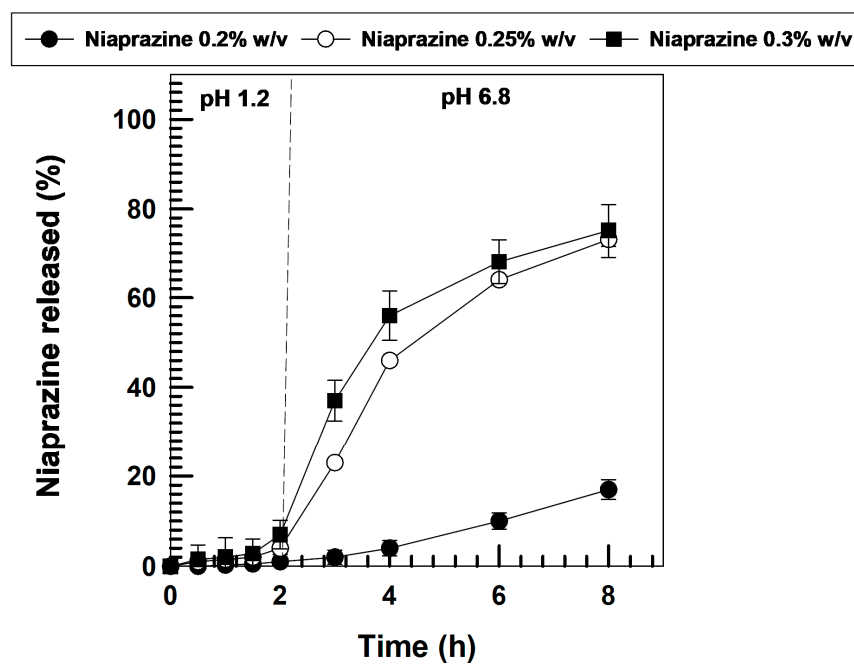 Niaprazine 0.2% w/v Niaprazine 0.25% w/v Niaprazine 0.3% w/v
pH 1.2 pH 6.8
100
80
60
40
20
0
Niaprazine released (%)
0 2 4 6 8
Time (h)